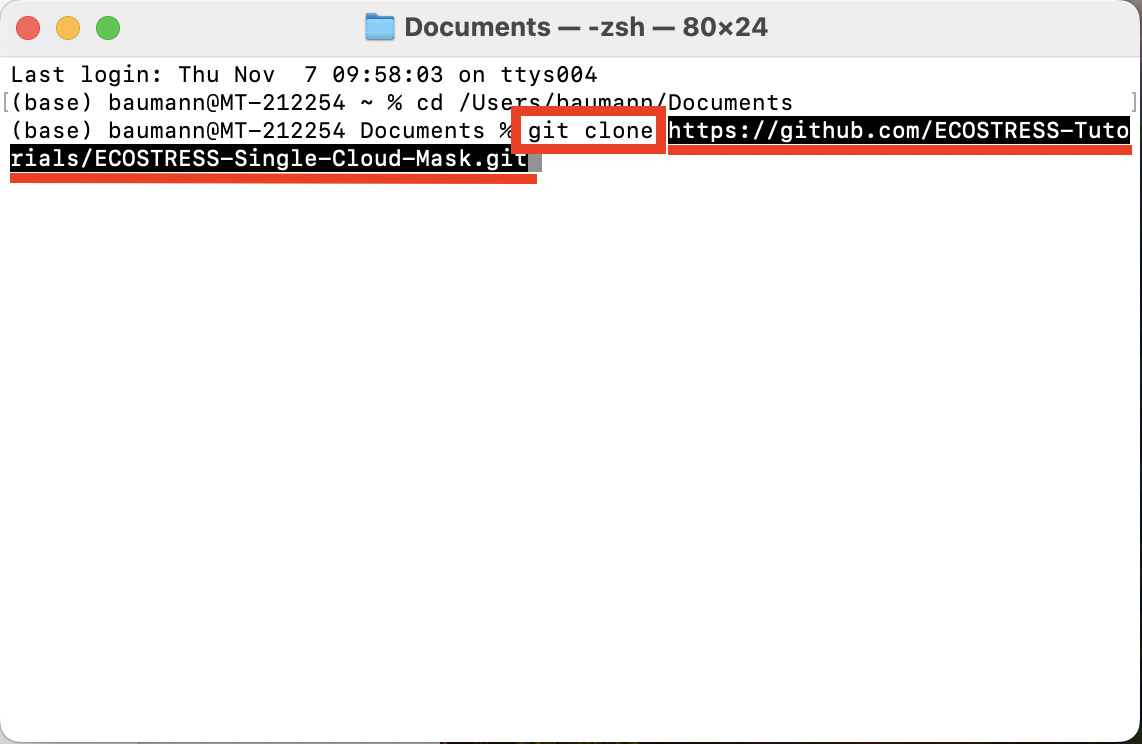 Documents — -zsh — 80×24
Last login: Thu Nov  7 09:58:03 on ttys004
[(base) baumann@MT-212254 ~ % cd /Users/baumann/Documents ]
(base) baumann@MT-212254 Documents % git clone https://github.com/ECOSTRESS-Tuto
rials/ECOSTRESS-Single-Cloud-Mask.git